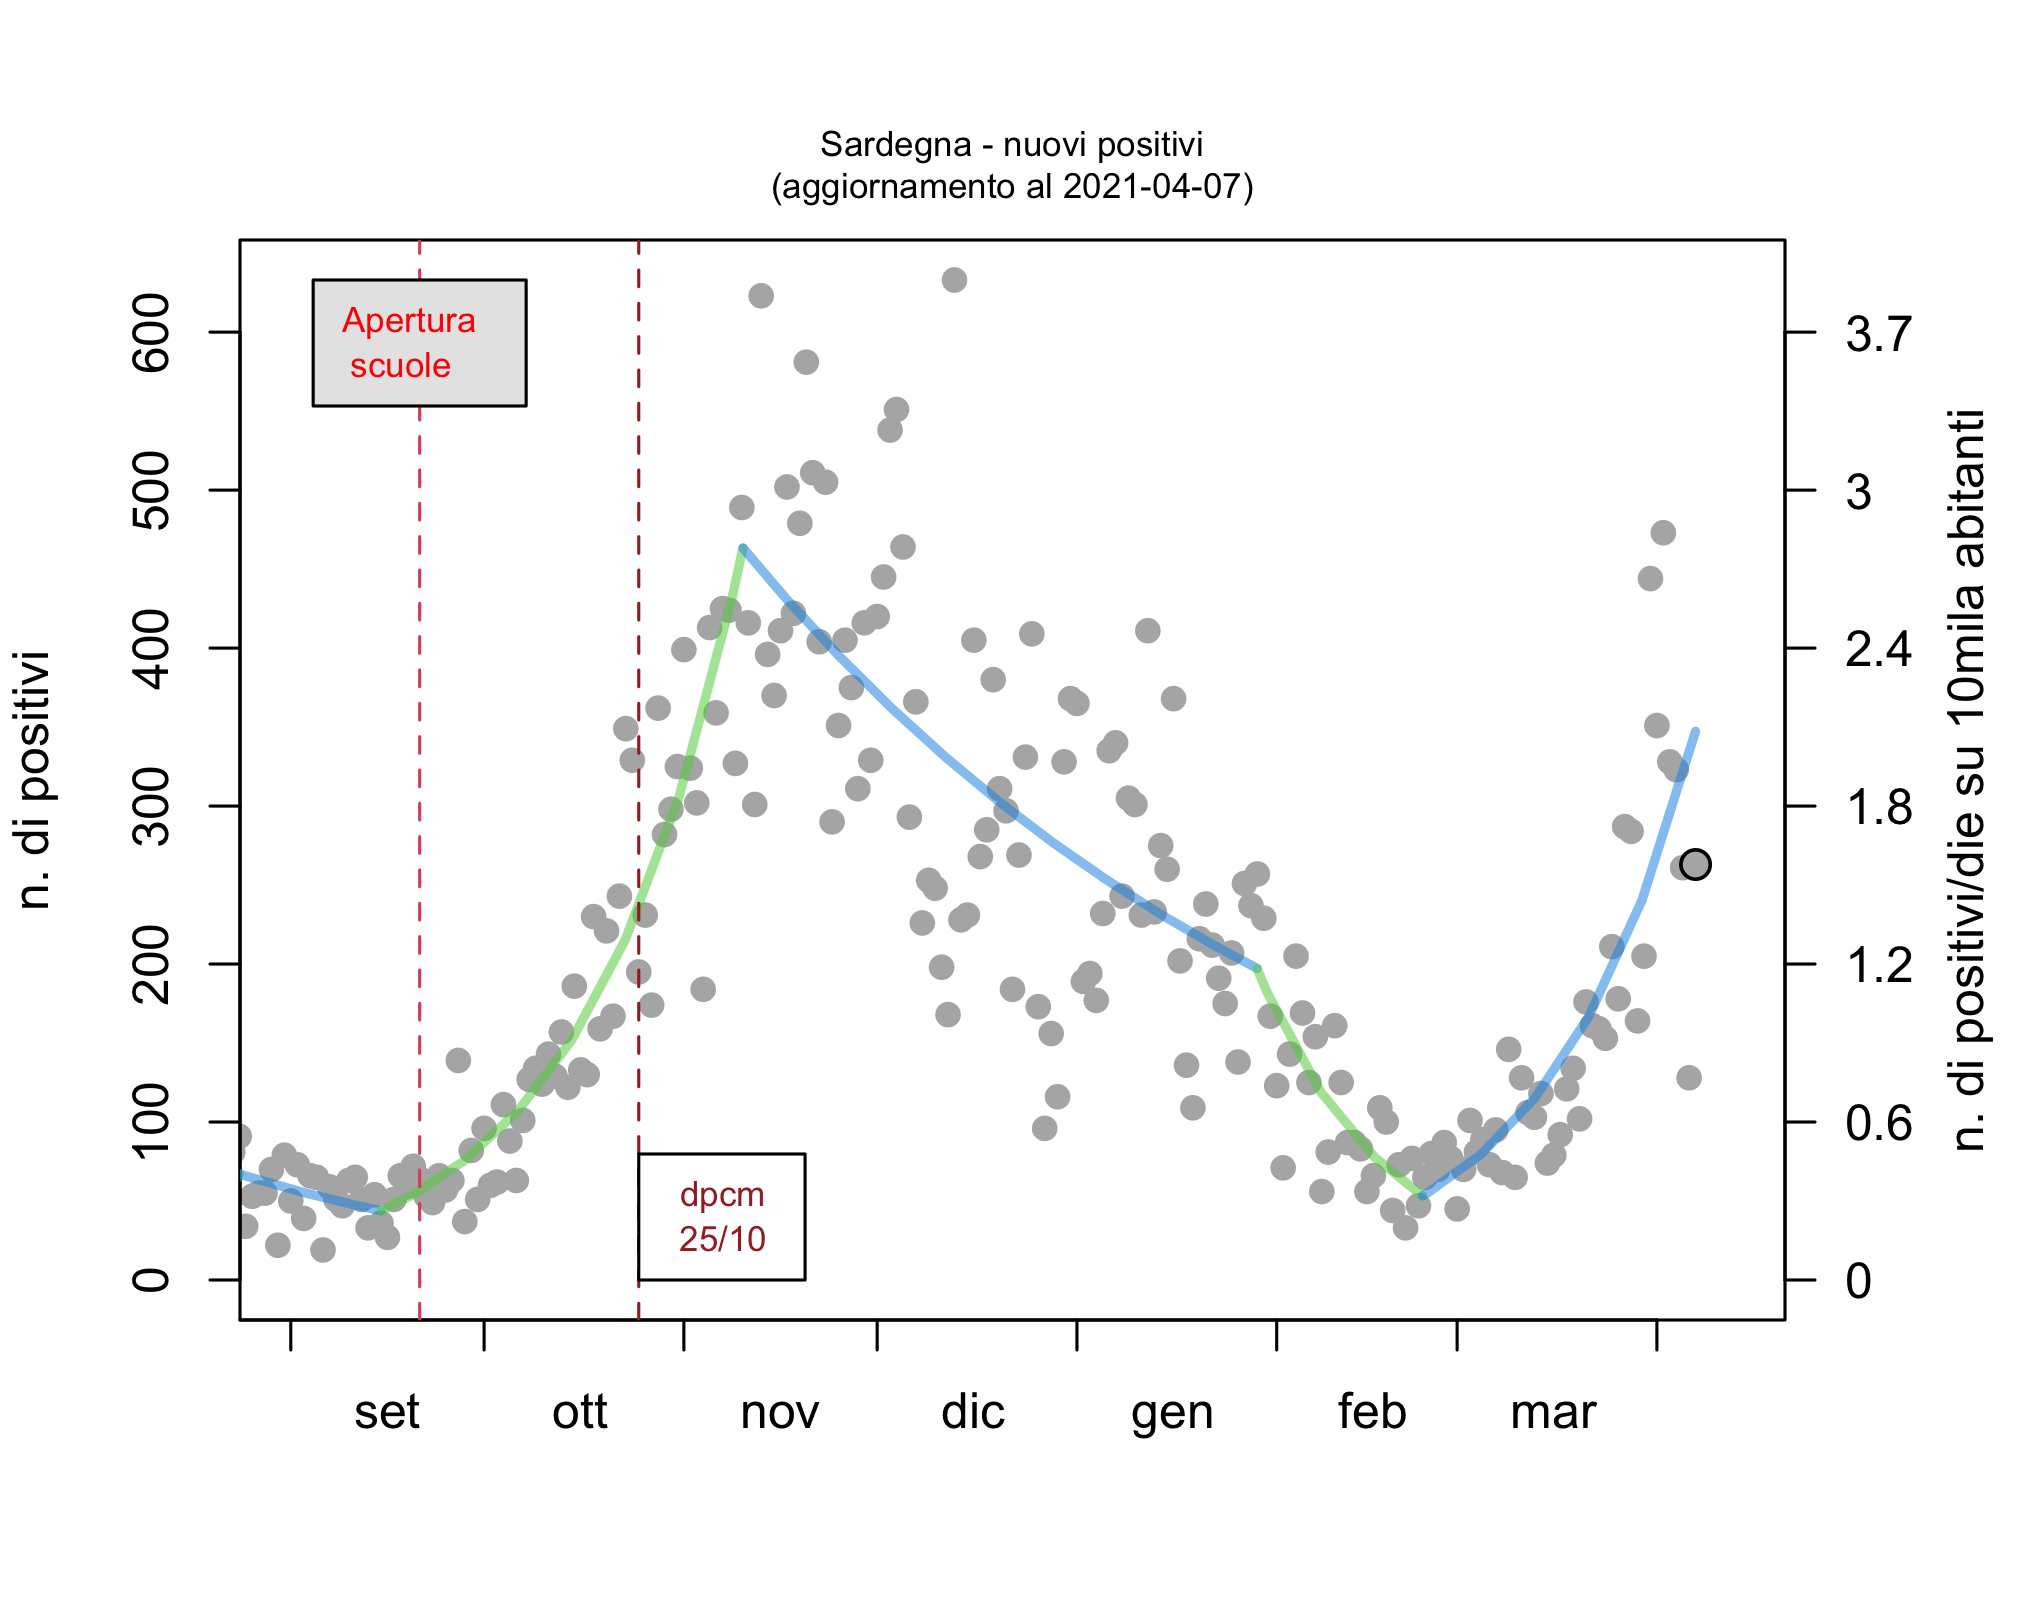 Sardegna - nuovi positivi
(aggiornamento al 2021-04-07)
n. di positivi
600
500
400
300
200
100
0
Apertura
scuole
dpcm
25/10
3.7
3
2.4
1.8
1.2
0.6
0
n. di positivi/die su 10mila abitanti
set ott nov dic gen feb mar